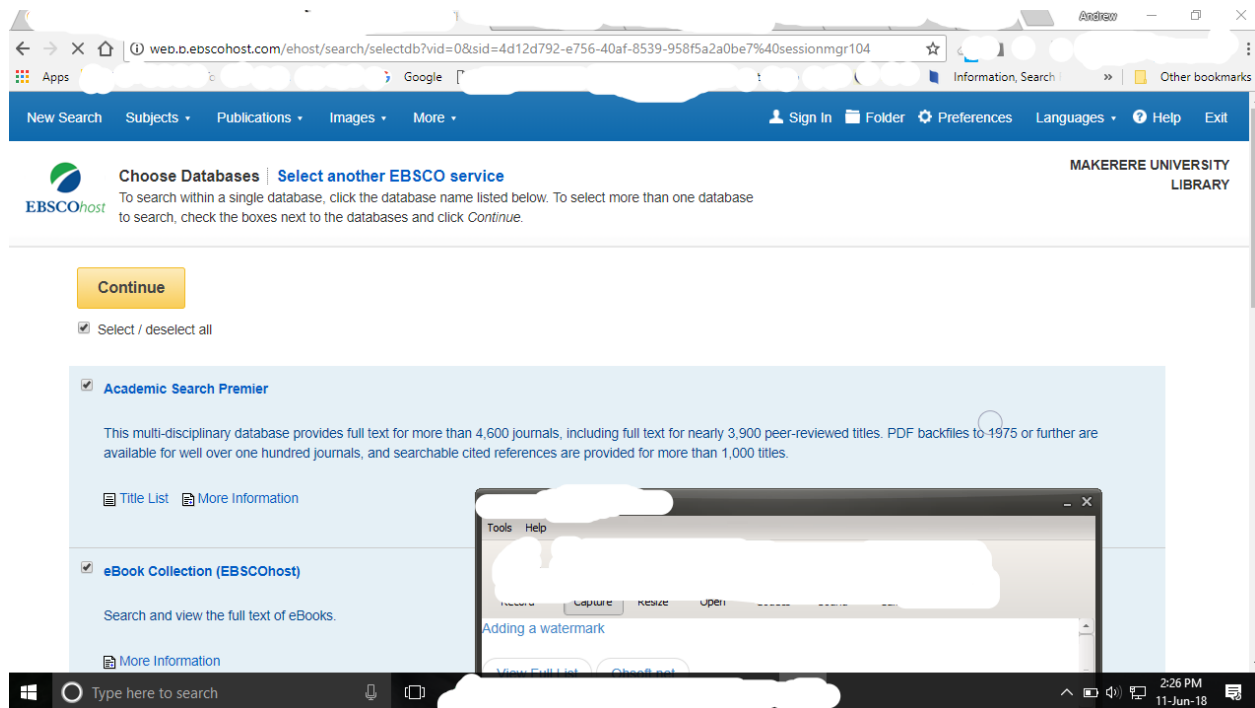 Andrew
web.b.ebscohost.com/ehost/search/selectdb?vid=0&sid=4d12d792-e756-40af-8539-958f5a2a0be7%40sessionmgr104
Apps Google Information, Search » Other bookmarks
New Search Subjects Publications Images More Sign In Folder Preferences Languages ? Help Exit
MAKERERE UNIVERSITY
LIBRARY
EBSCOhost
Choose Databases Select another EBSCO service
To search within a single database, click the database name listed below. To select more than one database
to search, check the boxes next to the databases and click Continue.
Continue
Select / deselect all
Academic Search Premier
This multi-disciplinary database provides full text for more than 4,600 journals, including full text for nearly 3,900 peer-reviewed titles. PDF backfiles to 1975 or further are
available for well over one hundred journals, and searchable cited references are provided for more than 1,000 titles.
Title List More Information
eBook Collection (EBSCOhost)
Search and view the full text of eBooks.
More Information
Tools Help
Record Capture Resize Open
Adding a watermark
View Full List Obsoft.net
Type here to search
2:26 PM
11-Jun-18